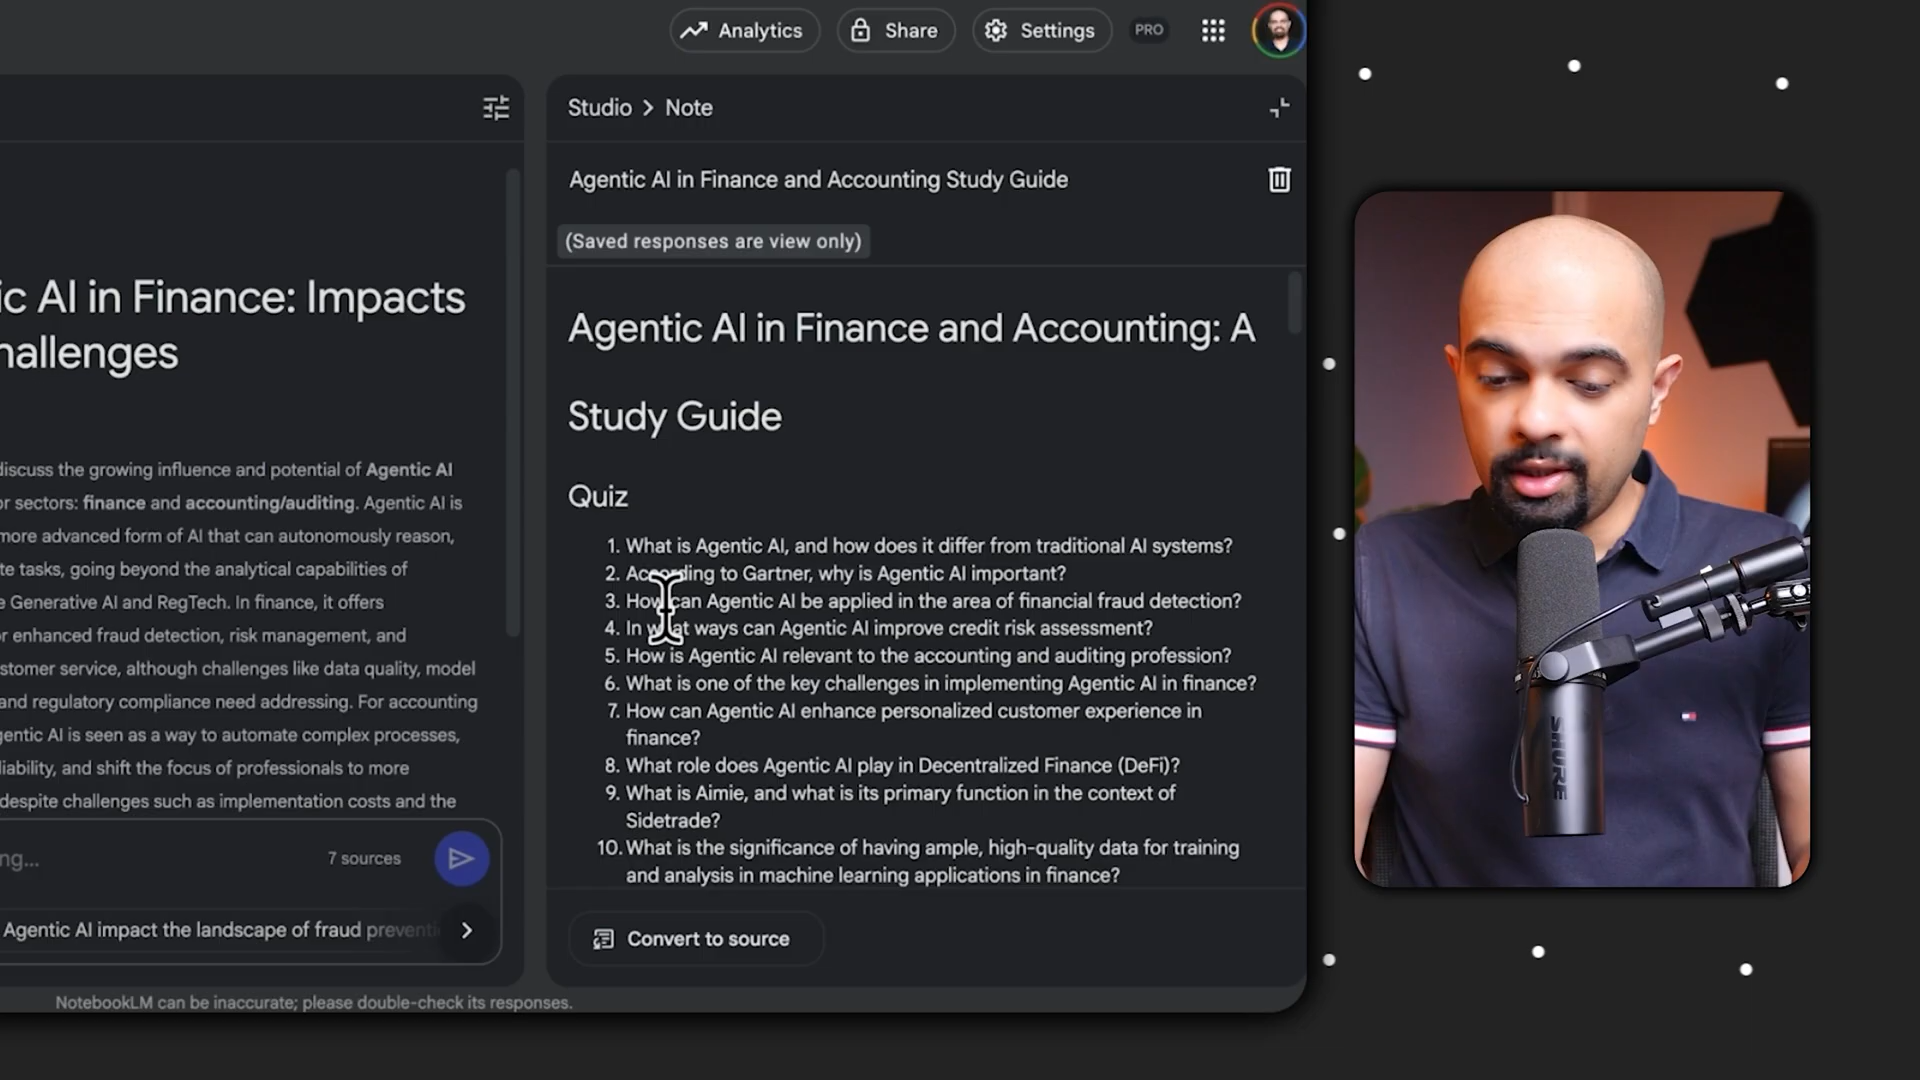 Analytics
Share
Settings
PRO
Studio > Note
Agentic AI in Finance and Accounting Study Guide
(Saved responses are view only)
ic AI in Finance: Impacts
hallenges
discuss the growing influence and potential of Agentic AI
or sectors: finance and accounting/auditing. Agentic AI is
more advanced form of AI that can autonomously reason,
te tasks, going beyond the analytical capabilities of
e Generative AI and RegTech. In finance, it offers
or enhanced fraud detection, risk management, and
stomer service, although challenges like data quality, model
and regulatory compliance need addressing. For accounting
gentic AI is seen as a way to automate complex processes,
liability, and shift the focus of professionals to more
despite challenges such as implementation costs and the
ng...
7 sources
Agentic AI impact the landscape of fraud preventi
Agentic AI in Finance and Accounting: A
Study Guide
Quiz
1. What is Agentic AI, and how does it differ from traditional AI systems?
2. According to Gartner, why is Agentic AI important?
3. How can Agentic AI be applied in the area of financial fraud detection?
4. In what ways can Agentic AI improve credit risk assessment?
5. How is Agentic AI relevant to the accounting and auditing profession?
6. What is one of the key challenges in implementing Agentic AI in finance?
7. How can Agentic AI enhance personalized customer experience in
finance?
8. What role does Agentic AI play in Decentralized Finance (DeFi)?
9. What is Aimie, and what is its primary function in the context of
Sidetrade?
10. What is the significance of having ample, high-quality data for training
and analysis in machine learning applications in finance?
Convert to source
NotebookLM can be inaccurate; please double-check its responses.
SHURE